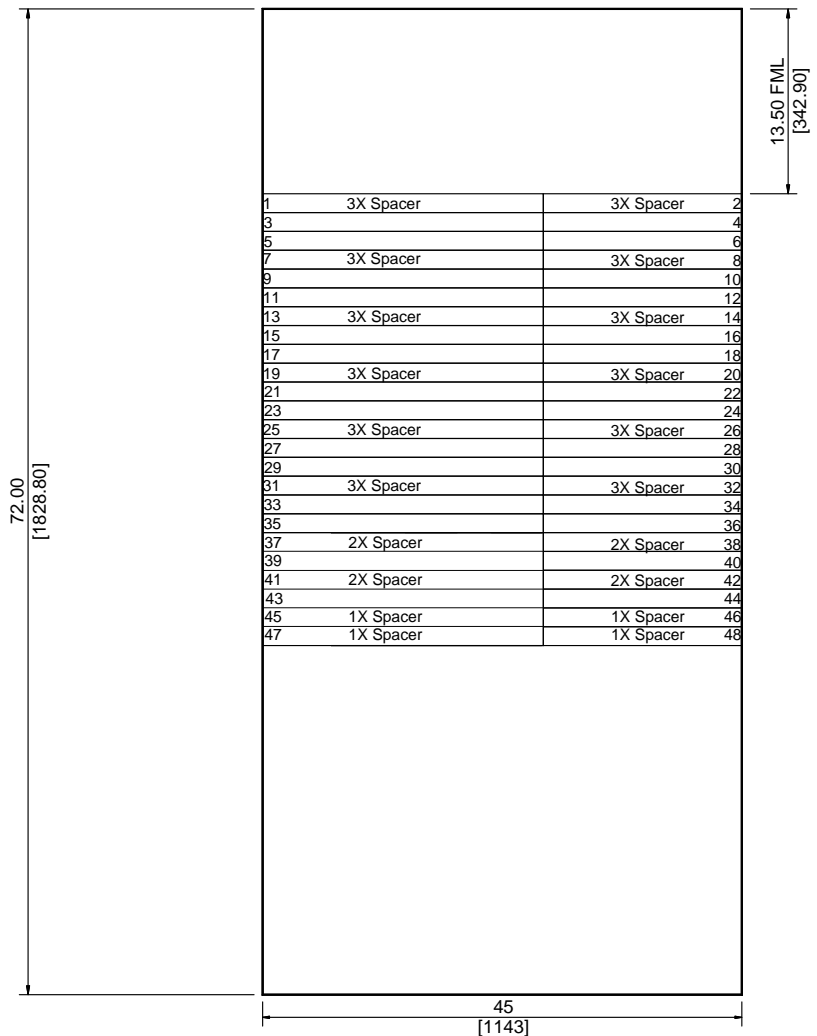 13.50 FML
[342.90]
1 3X Spacer 3X Spacer 2
3 4
5 6
7 3X Spacer 3X Spacer 8
9 10
11 12
13 3X Spacer 3X Spacer 14
15 16
17 18
19 3X Spacer 3X Spacer 20
21 22
23 24
25 3X Spacer 3X Spacer 26
27 28
29 30
31 3X Spacer 3X Spacer 32
33 34
35 36
37 2X Spacer 2X Spacer 38
39 40
41 2X Spacer 2X Spacer 42
43 44
45 1X Spacer 1X Spacer 46
47 1X Spacer 1X Spacer 48
72.00
[1828.80]
45
[1143]